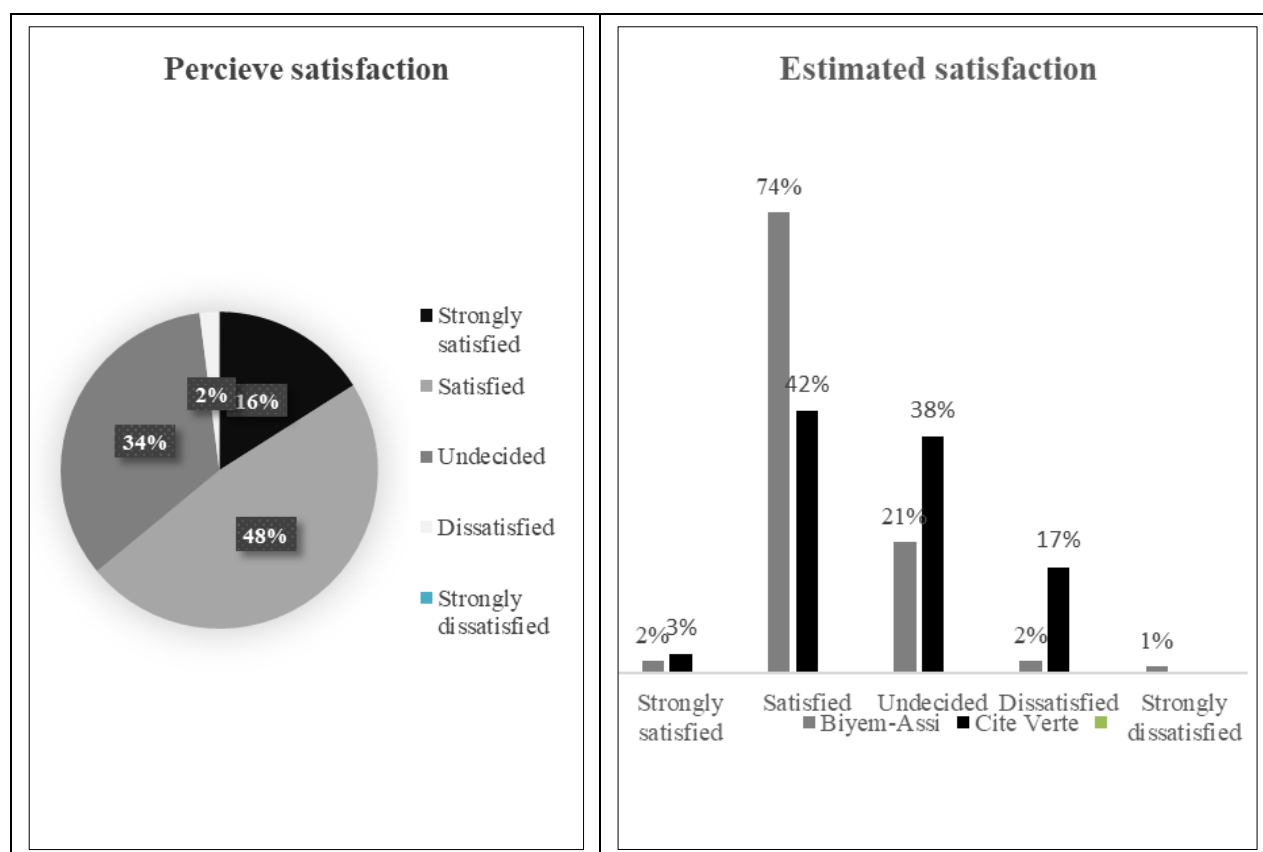 Percieve satisfaction
2%
16%
34%
48%
Strongly
satisfied
Satisfied
Undecided
Dissatisfied
Strongly
dissatisfied
Estimated satisfaction
74%
42%
38%
21%
17%
2%
3%
2%
1%
Strongly
satisfied
Satisfied
Undecided
Dissatisfied
Strongly
dissatisfied
Biyem-Assi
Cite Verte